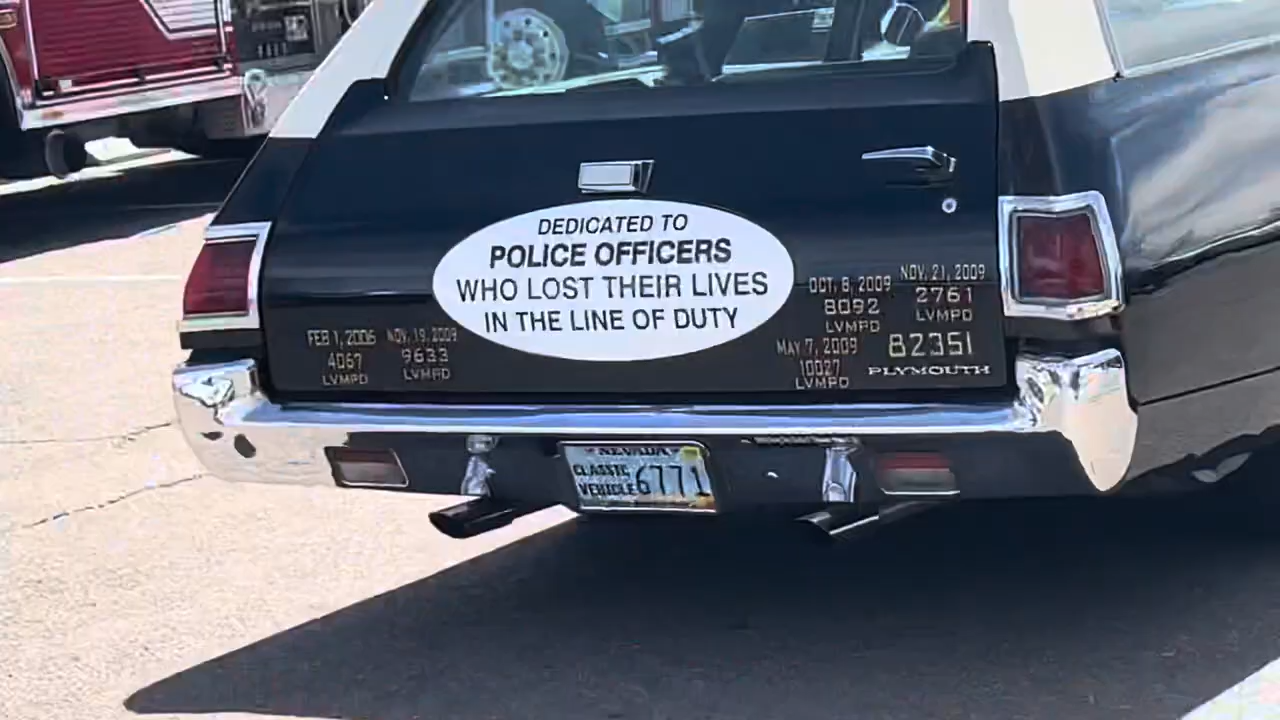 DEDICATED TO
POLICE OFFICERS
WHO LOST THEIR LIVES
IN THE LINE OF DUTY
FEB 1, 2006
4067
LVMPD
NOV. 19, 2009
9633
LVMPD
OCT. 8, 2009
8092
LVMPD
NOV. 21, 2009
2761
LVMPD
MAY 7, 2009
10027
LVMPD
82351
PLYMOUTH
NEVADA
CLASSIC
VEHICLE
6771